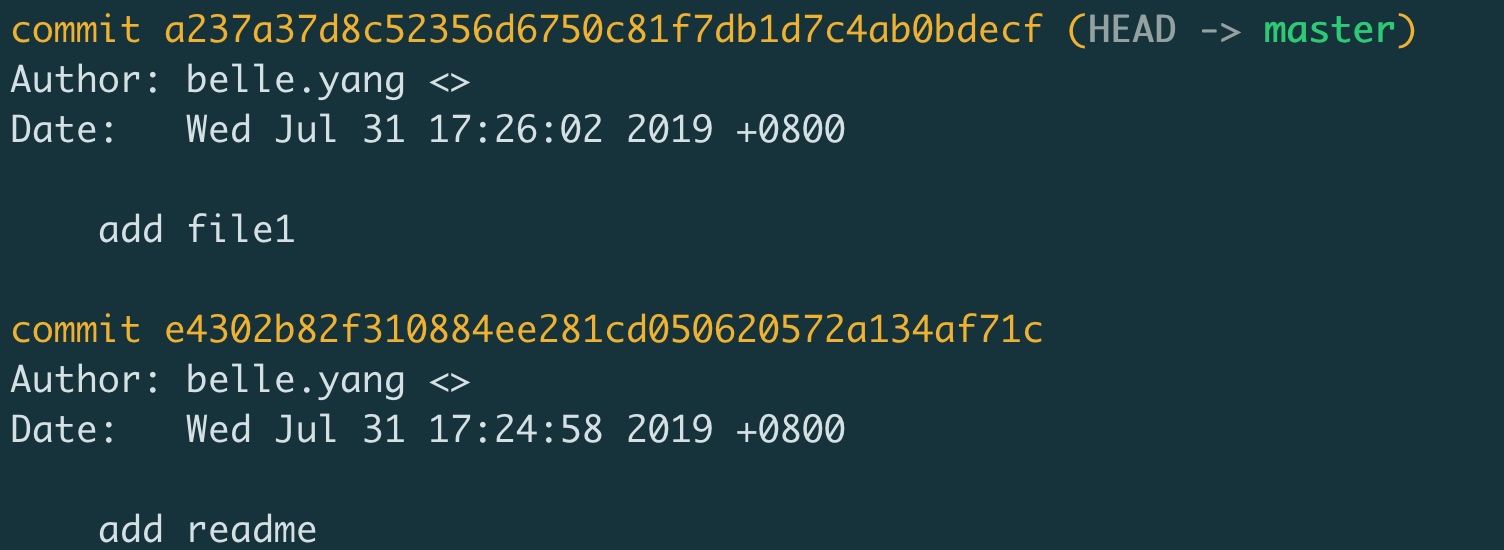 commit a237a37d8c52356d6750c81f7db1d7c4ab0bdecf (HEAD -> master)
Author: belle.yang <>
Date:   Wed Jul 31 17:26:02 2019 +0800
    add file1
commit e4302b82f310884ee281cd050620572a134af71c
Author: belle.yang <>
Date:   Wed Jul 31 17:24:58 2019 +0800
    add readme